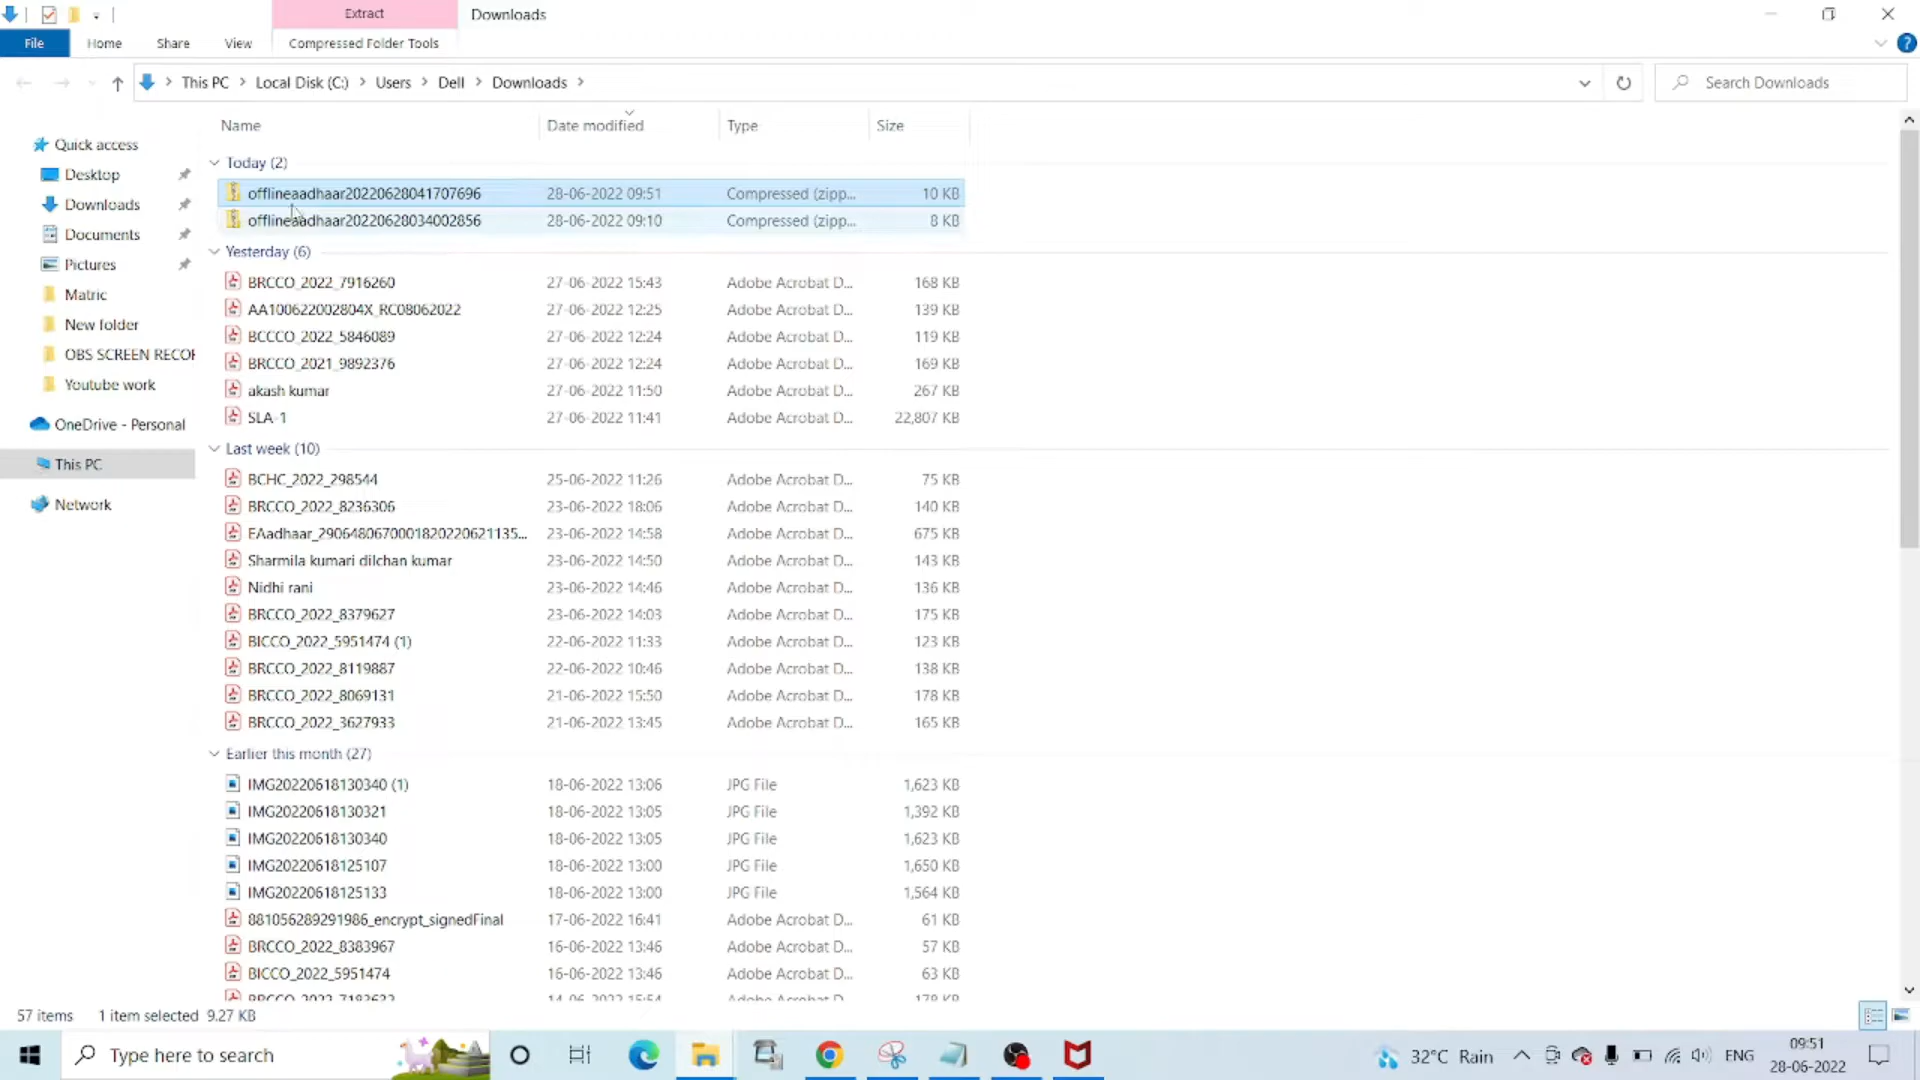 Extract
Downloads
File
Home
Share
View
Compressed Folder Tools
This PC
Local Disk (C:)
Users
Dell
Downloads
Search Downloads
Name
Date modified
Type
Size
Quick access
Desktop
Downloads
Documents
Pictures
Matric
New folder
OBS SCREEN RECOR
Youtube work
OneDrive - Personal
This PC
Network
Today (2)
offlineaadhaar20220628041707696 28-06-2022 09:51 Compressed (zipp... 10 KB
offlineaadhaar20220628034002856 28-06-2022 09:10 Compressed (zipp... 8 KB
Yesterday (6)
BRCCO_2022_7916260 27-06-2022 15:43 Adobe Acrobat D... 168 KB
AA100622002804X_RC08062022 27-06-2022 12:25 Adobe Acrobat D... 139 KB
BCCCO_2022_5846089 27-06-2022 12:24 Adobe Acrobat D... 119 KB
BRCCO_2021_9892376 27-06-2022 12:24 Adobe Acrobat D... 169 KB
akash kumar 27-06-2022 11:50 Adobe Acrobat D... 267 KB
SLA-1 27-06-2022 11:41 Adobe Acrobat D... 22,807 KB
Last week (10)
BCHC_2022_298544 25-06-2022 11:26 Adobe Acrobat D... 75 KB
BRCCO_2022_8236306 23-06-2022 18:06 Adobe Acrobat D... 140 KB
EAadhaar_2906480670001820220621135... 23-06-2022 14:58 Adobe Acrobat D... 675 KB
Sharmila kumari dilchan kumar 23-06-2022 14:50 Adobe Acrobat D... 143 KB
Nidhi rani 23-06-2022 14:46 Adobe Acrobat D... 136 KB
BRCCO_2022_8379627 23-06-2022 14:03 Adobe Acrobat D... 175 KB
BICCO_2022_5951474 (1) 22-06-2022 11:33 Adobe Acrobat D... 123 KB
BRCCO_2022_8119887 22-06-2022 10:46 Adobe Acrobat D... 138 KB
BRCCO_2022_8069131 21-06-2022 15:50 Adobe Acrobat D... 178 KB
BRCCO_2022_3627933 21-06-2022 13:45 Adobe Acrobat D... 165 KB
Earlier this month (27)
IMG20220618130340 (1) 18-06-2022 13:06 JPG File 1,623 KB
IMG20220618130321 18-06-2022 13:05 JPG File 1,392 KB
IMG20220618130340 18-06-2022 13:05 JPG File 1,623 KB
IMG20220618125107 18-06-2022 13:00 JPG File 1,650 KB
IMG20220618125133 18-06-2022 13:00 JPG File 1,564 KB
881056289291986_encrypt_signedFinal 17-06-2022 16:41 Adobe Acrobat D... 61 KB
BRCCO_2022_8383967 16-06-2022 13:46 Adobe Acrobat D... 57 KB
BICCO_2022_5951474 16-06-2022 13:46 Adobe Acrobat D... 63 KB
57 items 1 item selected 9.27 KB
Type here to search
32°C Rain
ENG
09:51
28-06-2022